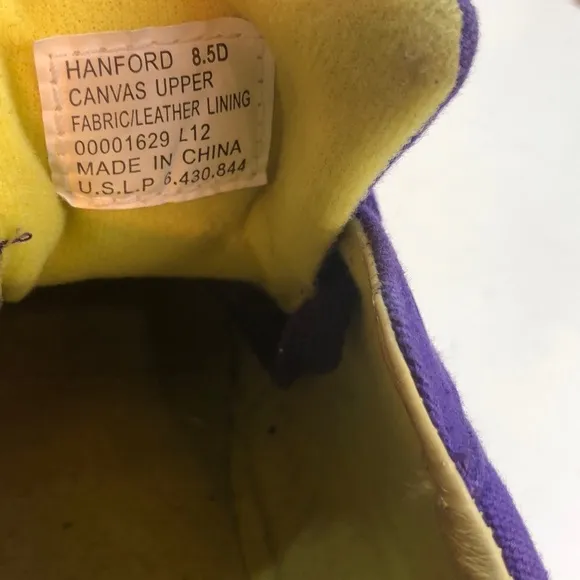 HANFORD 8.5D
CANVAS UPPER
FABRIC/LEATHER LINING
00001629 L12
MADE IN CHINA
U.S.L.P 6.430.844